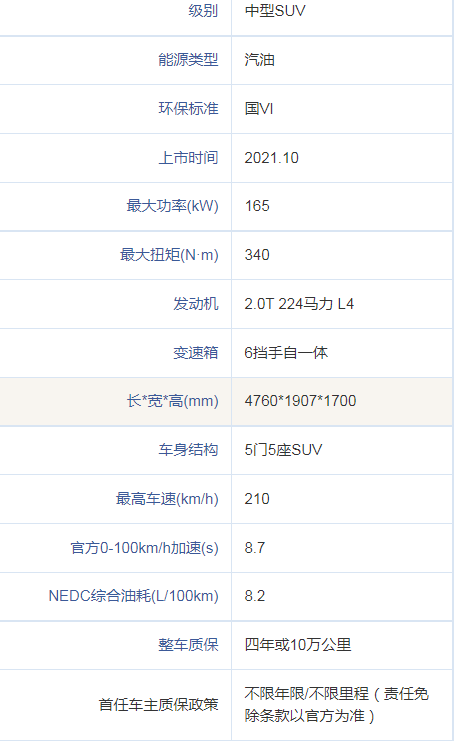 级别 中型SUV
能源类型 汽油
环保标准 国VI
上市时间 2021.10
最大功率(kW) 165
最大扭矩(N·m) 340
发动机 2.0T 224马力 L4
变速箱 6挡手自一体
长*宽*高(mm) 4760*1907*1700
车身结构 5门5座SUV
最高车速(km/h) 210
官方0-100km/h加速(s) 8.7
NEDC综合油耗(L/100km) 8.2
整车质保 四年或10万公里
首任车主质保政策 不限年限/不限里程（责任免
除条款以官方为准）